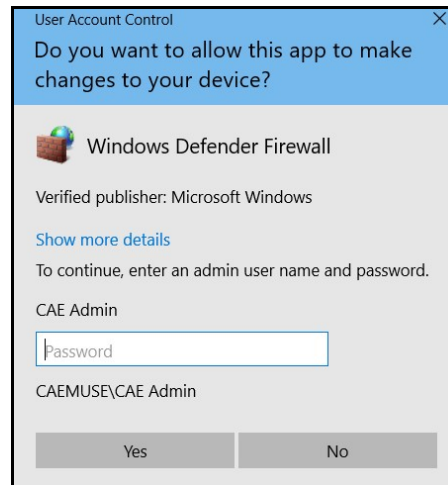 User Account Control
Do you want to allow this app to make
changes to your device?
Windows Defender Firewall
Verified publisher: Microsoft Windows
Show more details
To continue, enter an admin user name and password.
CAE Admin
Password
CAEMUSE\CAE Admin
Yes
No